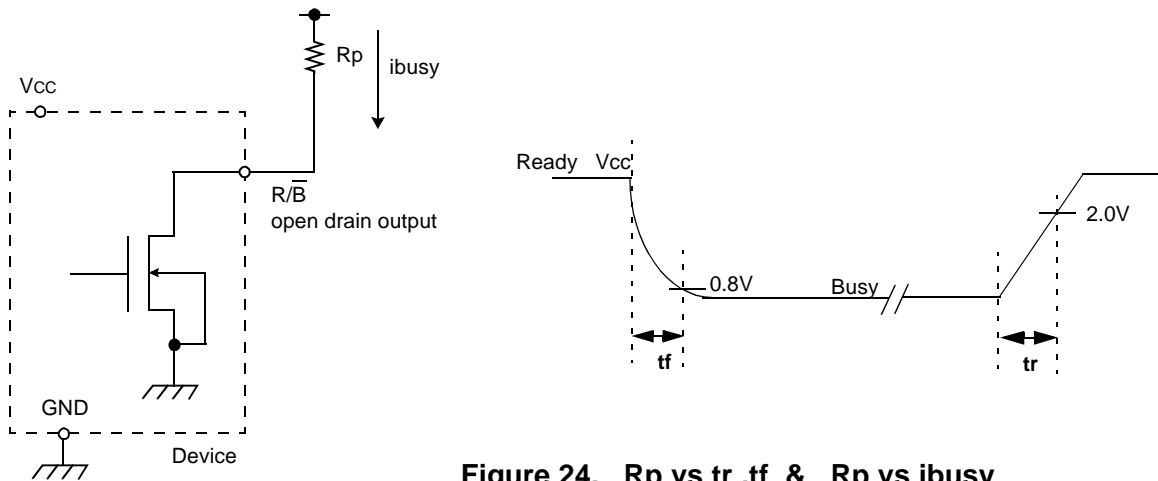 Rp
ibusy
Vcc
R/B̅
open drain output
GND
Device
Ready Vcc
2.0V
0.8V
Busy
tf
tr
Figure 24. Rp vs tr ,tf & Rp vs ibusy